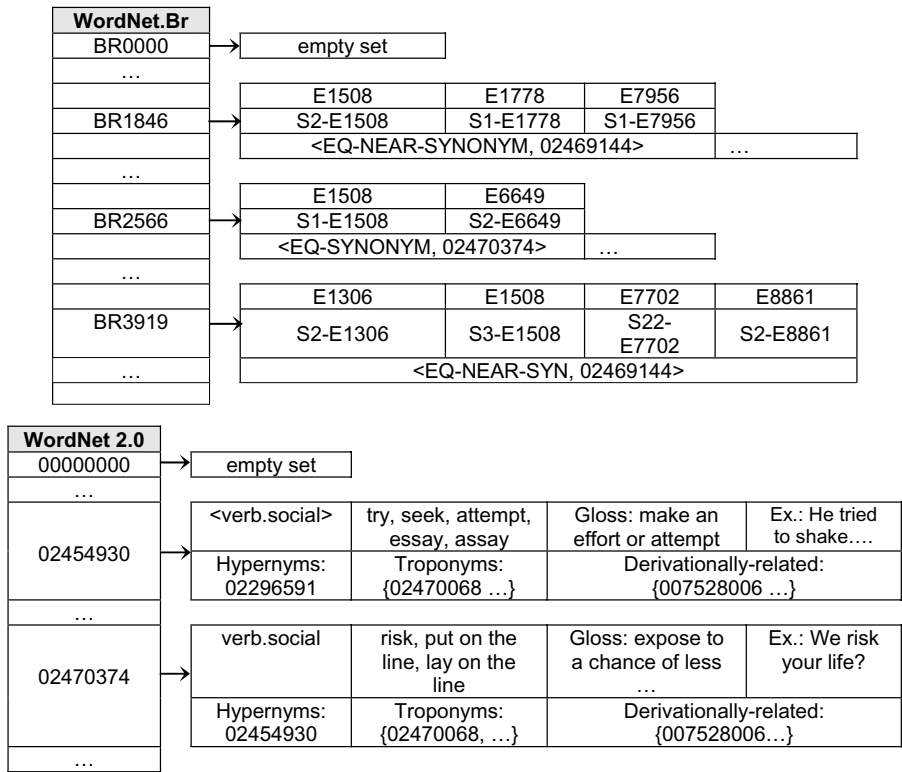 WordNet.Br
BR0000 empty set
…
E1508 E1778 E7956
BR1846 S2-E1508 S1-E1778 S1-E7956
<EQ-NEAR-SYNONYM, 02469144> …
…
E1508 E6649
BR2566 S1-E1508 S2-E6649
<EQ-SYNONYM, 02470374> …
…
E1306 E1508 E7702 E8861
BR3919 S2-E1306 S3-E1508 S22-E7702 S2-E8861
… <EQ-NEAR-SYN, 02469144>
WordNet 2.0
00000000 empty set
…
02454930
<verb.social>
try, seek, attempt,
essay, assay
Gloss: make an
effort or attempt
Ex.: He tried
to shake….
Hypernyms:
02296591
Troponyms:
{02470068 …}
Derivationally-related:
{007528006 …}
…
02470374
verb.social
risk, put on the
line, lay on the
line
Gloss: expose to
a chance of less
…
Ex.: We risk
your life?
Hypernyms:
02454930
Troponyms:
{02470068, …}
Derivationally-related:
{007528006…}
…